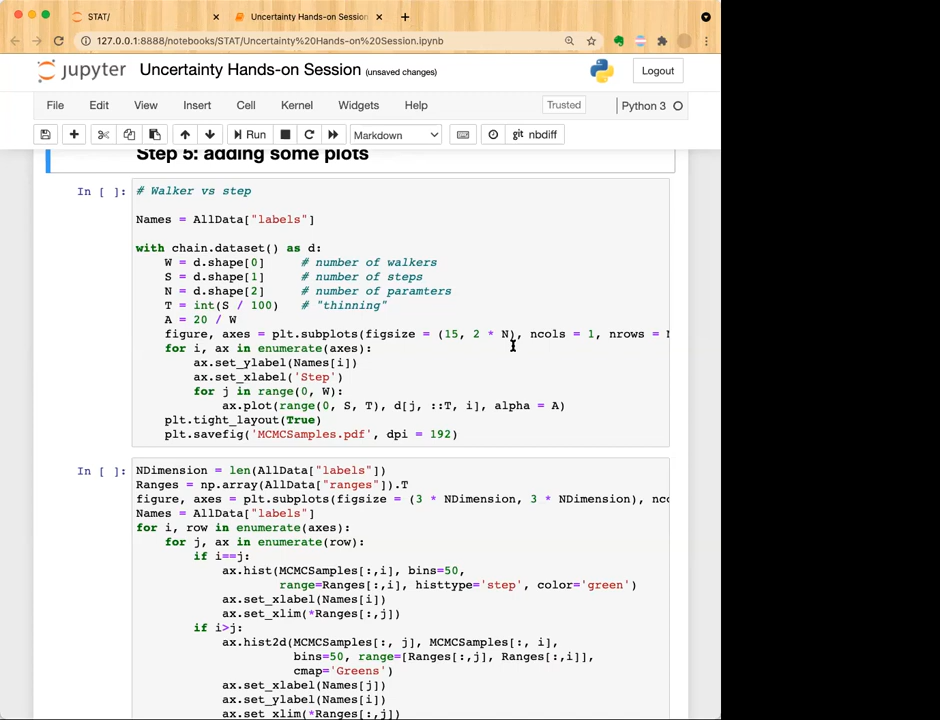 STAT/
Uncertainty Hands-on Session
127.0.0.1:8888/notebooks/STAT/Uncertainty%20Hands-on%20Session.ipynb
jupyter Uncertainty Hands-on Session (unsaved changes) Logout
File Edit View Insert Cell Kernel Widgets Help Trusted Python 3
Run Markdown git nbdiff
Step 5: adding some plots
In [ ]: # Walker vs step
Names = AllData["labels"]
with chain.dataset() as d:
W = d.shape[0] # number of walkers
S = d.shape[1] # number of steps
N = d.shape[2] # number of paramters
T = int(S / 100) # "thinning"
A = 20 / W
figure, axes = plt.subplots(figsize = (15, 2 * N), ncols = 1, nrows =
for i, ax in enumerate(axes):
ax.set_ylabel(Names[i])
ax.set_xlabel('Step')
for j in range(0, W):
ax.plot(range(0, S, T), d[j, ::T, i], alpha = A)
plt.tight_layout(True)
plt.savefig('MCMCSamples.pdf', dpi = 192)
In [ ]: NDimension = len(AllData["labels"])
Ranges = np.array(AllData["ranges"]).T
figure, axes = plt.subplots(figsize = (3 * NDimension, 3 * NDimension), nco
Names = AllData["labels"]
for i, row in enumerate(axes):
for j, ax in enumerate(row):
if i==j:
ax.hist(MCMCSamples[:,i], bins=50,
range=Ranges[:,i], histtype='step', color='green')
ax.set_xlabel(Names[i])
ax.set_xlim(*Ranges[:,j])
if i>j:
ax.hist2d(MCMCSamples[:, j], MCMCSamples[:, i],
bins=50, range=[Ranges[:,j], Ranges[:,i]],
cmap='Greens')
ax.set_xlabel(Names[j])
ax.set_ylabel(Names[i])
ax.set_xlim(*Ranges[:,j])